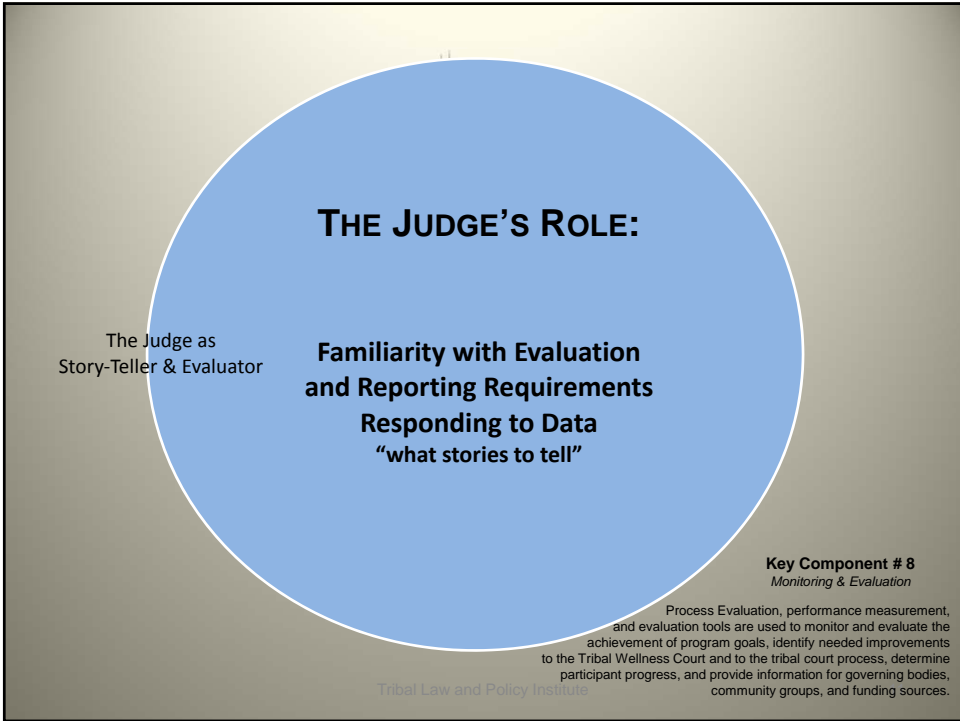 THE JUDGE'S ROLE:
The Judge as
Story-Teller & Evaluator
Familiarity with Evaluation
and Reporting Requirements
Responding to Data
“what stories to tell”
Key Component # 8
Monitoring & Evaluation
Process Evaluation, performance measurement,
and evaluation tools are used to monitor and evaluate the
achievement of program goals, identify needed improvements
to the Tribal Wellness Court and to the tribal court process, determine
participant progress, and provide information for governing bodies,
community groups, and funding sources.
Tribal Law and Policy Institute